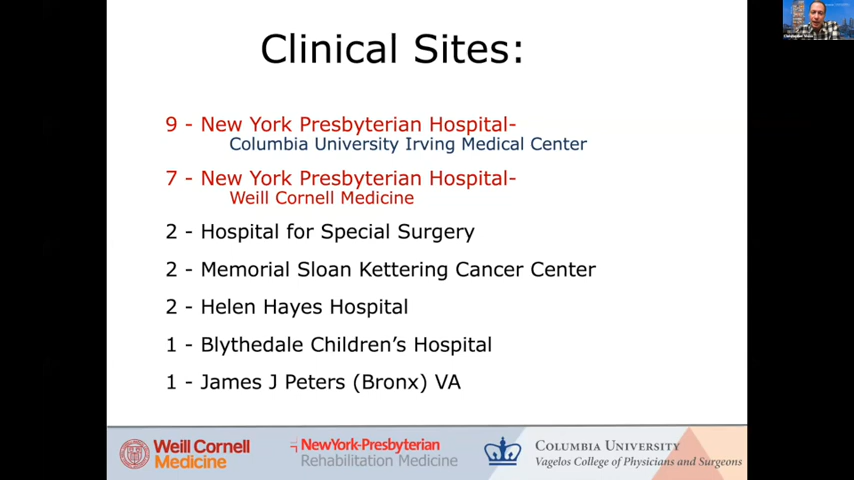 Clinical Sites:
9 - New York Presbyterian Hospital-
Columbia University Irving Medical Center
7 - New York Presbyterian Hospital-
Weill Cornell Medicine
2 - Hospital for Special Surgery
2 - Memorial Sloan Kettering Cancer Center
2 - Helen Hayes Hospital
1 - Blythedale Children’s Hospital
1 - James J Peters (Bronx) VA
Weill Cornell
Medicine
NewYork-Presbyterian
Rehabilitation Medicine
COLUMBIA UNIVERSITY
Vagelos College of Physicians and Surgeons